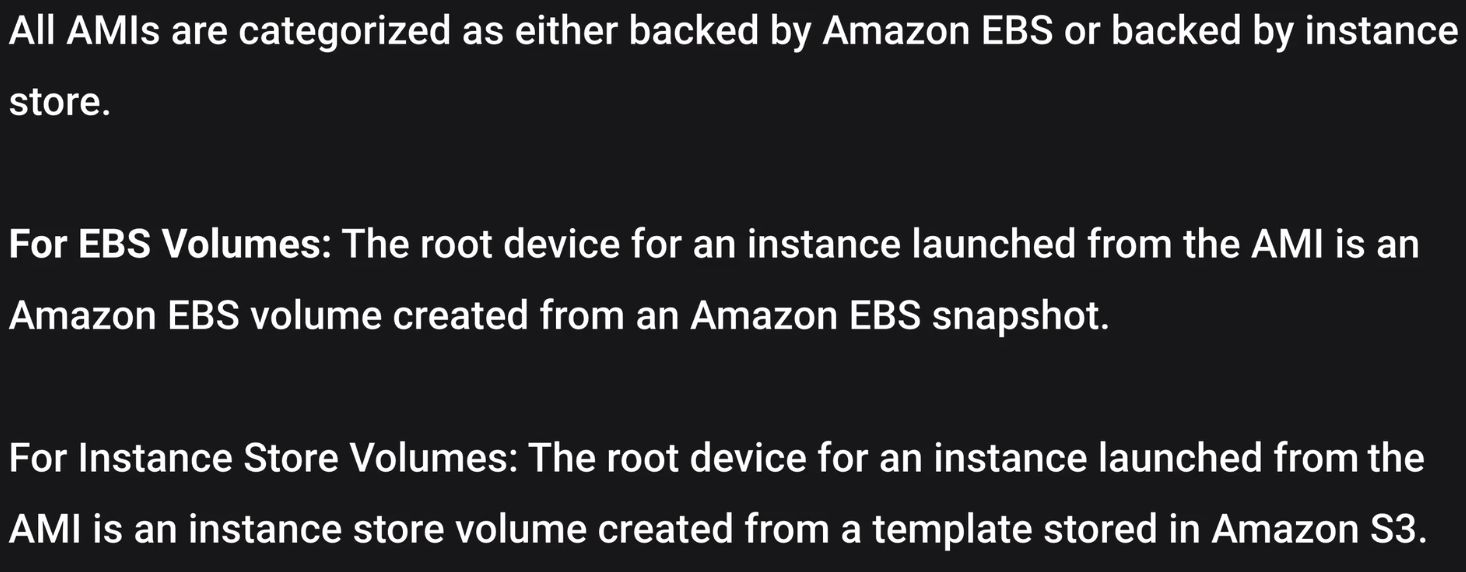 All AMIs are categorized as either backed by Amazon EBS or backed by instance
store.
For EBS Volumes: The root device for an instance launched from the AMI is an
Amazon EBS volume created from an Amazon EBS snapshot.
For Instance Store Volumes: The root device for an instance launched from the
AMI is an instance store volume created from a template stored in Amazon S3.